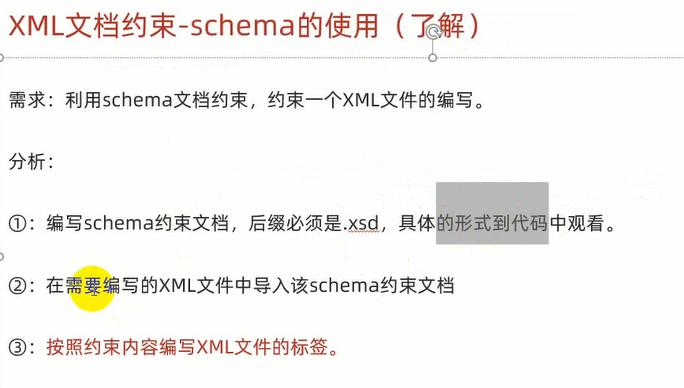 XML文档约束-schema的使用（了解）
需求：利用schema文档约束，约束一个XML文件的编写。
分析：
①：编写schema约束文档，后缀必须是.xsd，具体的形式到代码中观看。
②：在需要编写的XML文件中导入该schema约束文档
③：按照约束内容编写XML文件的标签。